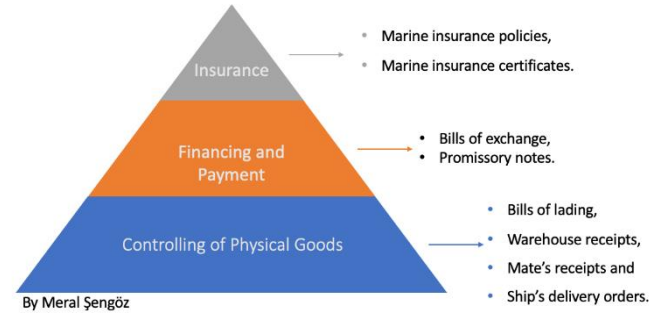 Insurance
• Marine insurance policies,
• Marine insurance certificates.
Financing and
Payment
• Bills of exchange,
• Promissory notes.
Controlling of Physical Goods
• Bills of lading,
• Warehouse receipts,
• Mate's receipts and
• Ship's delivery orders.
By Meral Şengöz